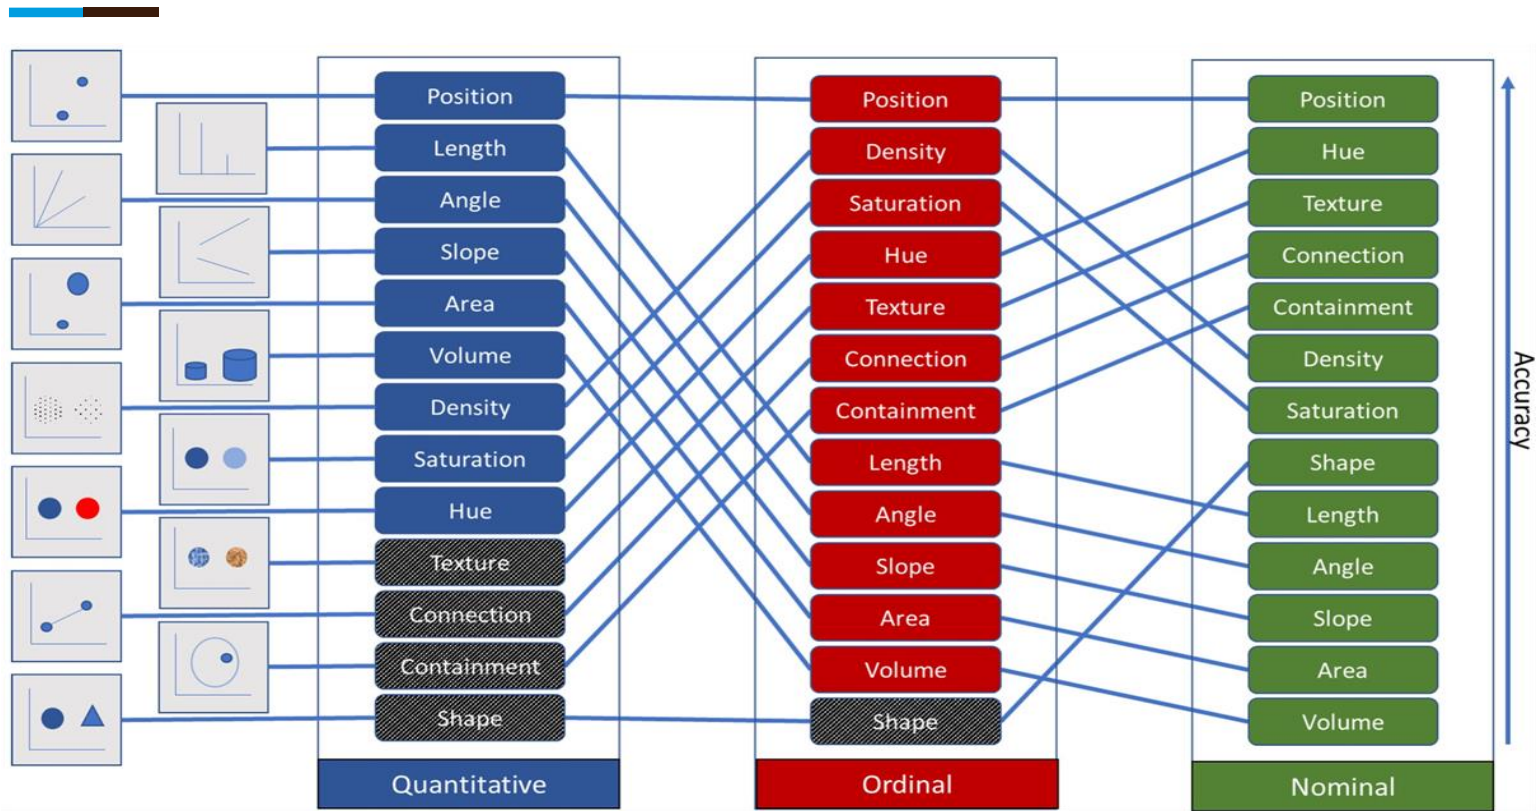 Position
Length
Angle
Slope
Area
Volume
Density
Saturation
Hue
Texture
Connection
Containment
Shape
Quantitative
Position
Density
Saturation
Hue
Texture
Connection
Containment
Length
Angle
Slope
Area
Volume
Shape
Ordinal
Position
Hue
Texture
Connection
Containment
Density
Saturation
Shape
Length
Angle
Slope
Area
Volume
Nominal
Accuracy